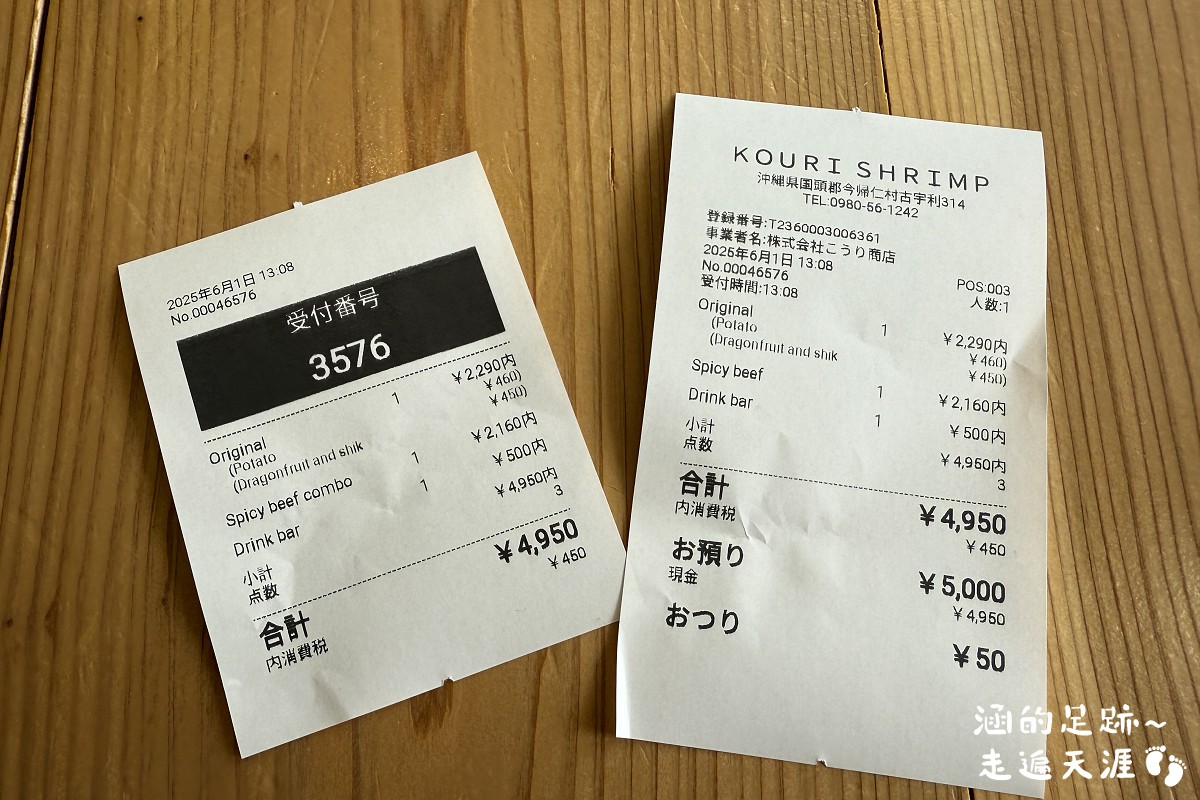 2025年6月1日 13:08
No.00046576
受付番号
3576
Original 1 ¥2,290内
(Potato ¥460)
(Dragonfruit and shik ¥450)
Spicy beef combo 1 ¥2,160内
Drink bar 1 ¥500内
小計 ¥4,950内
点数 3
合計 ¥4,950
内消費税 ¥450
KOURI SHRIMP
沖縄県国頭郡今帰仁村古宇利314
TEL:0980-56-1242
登録番号:T2360003006361
事業者名:株式会社こうり商店
2025年6月1日 13:08
No.00046576 POS:003
受付時間:13:08 人数:1
Original 1 ¥2,290内
(Potato ¥460)
(Dragonfruit and shik ¥450)
Spicy beef 1 ¥2,160内
Drink bar 1 ¥500内
小計 ¥4,950内
点数 3
合計 ¥4,950
内消費税 ¥450
お預り ¥5,000
現金 ¥4,950
おつり ¥50
涵的足跡~
走遍天涯